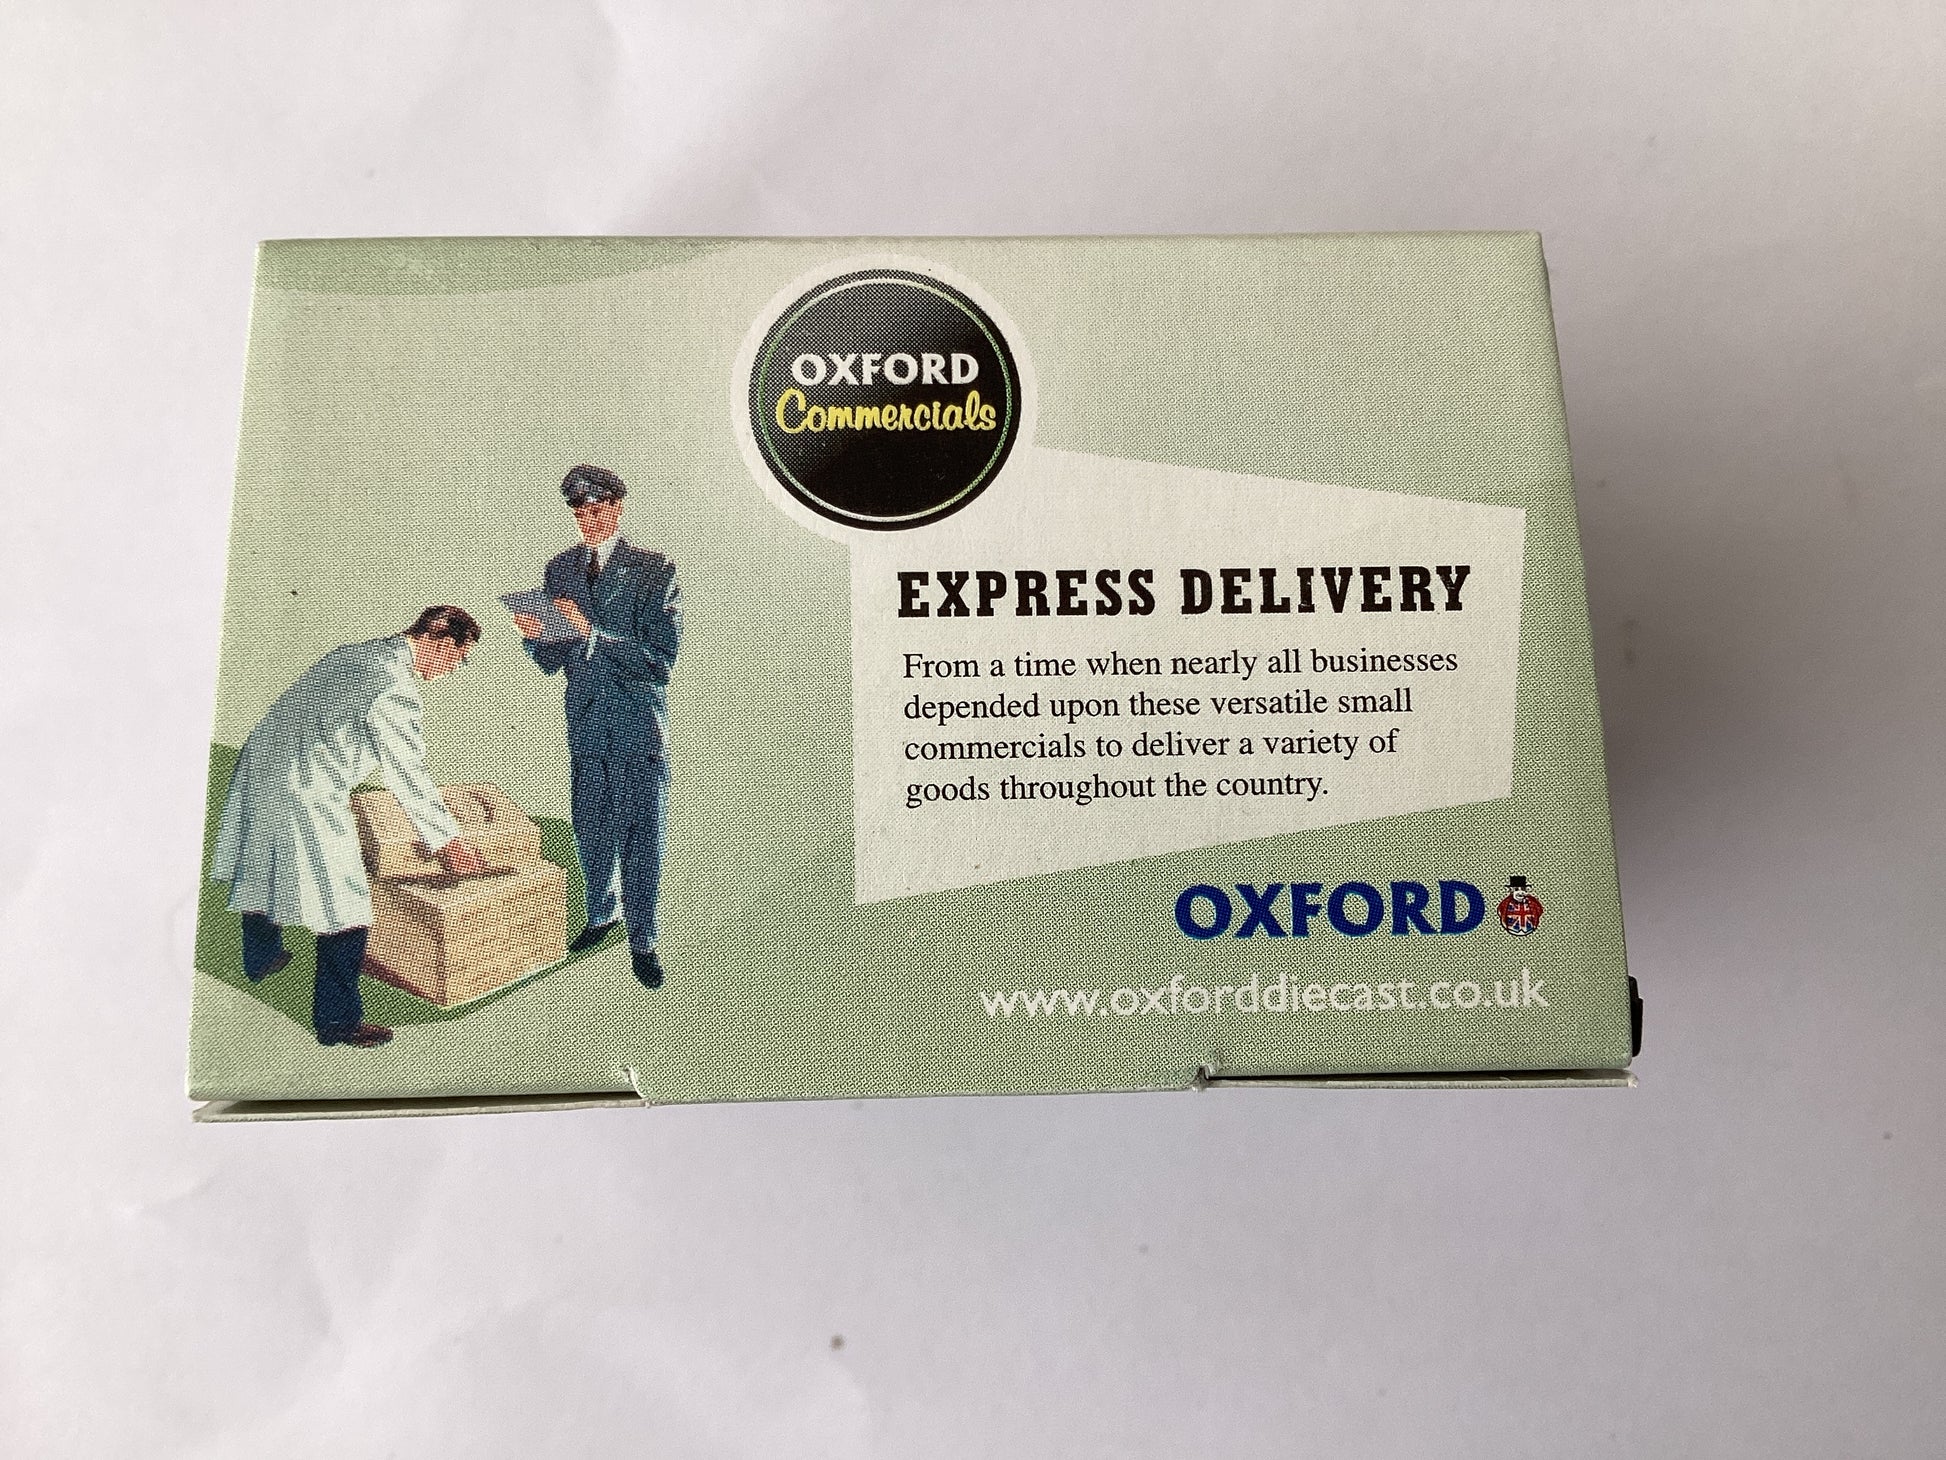 OXFORD
Commercials
EXPRESS DELIVERY
From a time when nearly all businesses
depended upon these versatile small
commercials to deliver a variety of
goods throughout the country.
OXFORD
www.oxforddiecast.co.uk